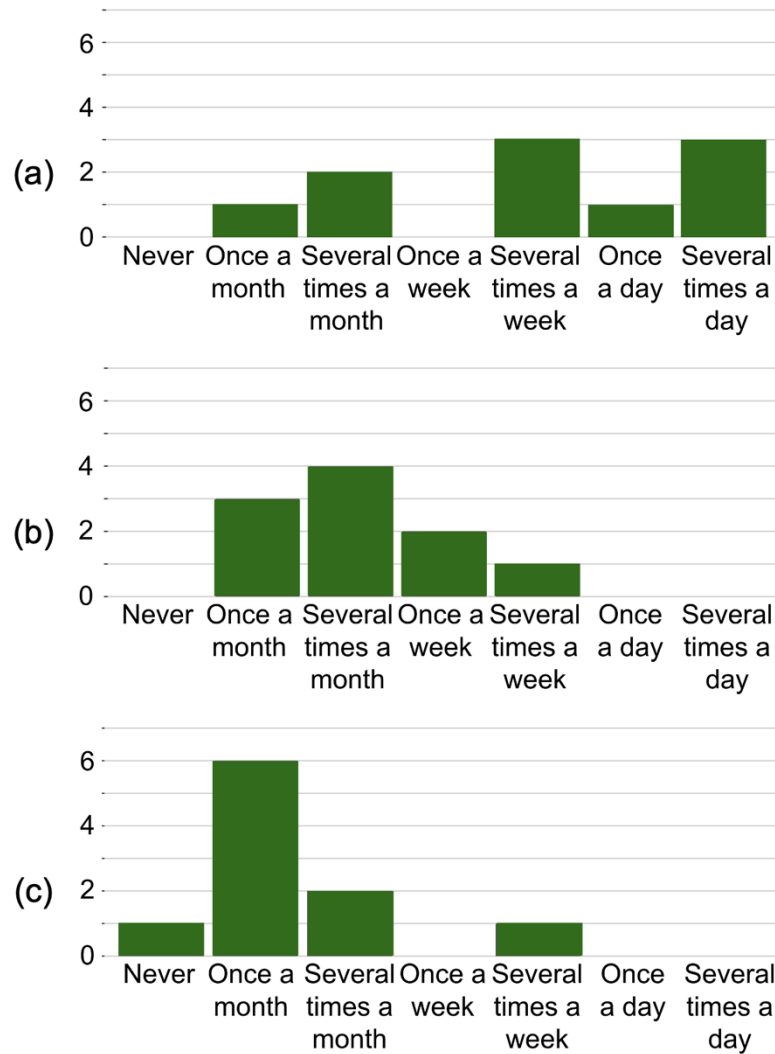 6
4
(a)
2
0
Never Once a Several Once a Several Once Several
month times a week times a a day times a
month week day
6
4
(b)
2
0
Never Once a Several Once a Several Once Several
month times a week times a a day times a
month week day
6
4
(c)
2
0
Never Once a Several Once a Several Once Several
month times a week times a a day times a
month week day